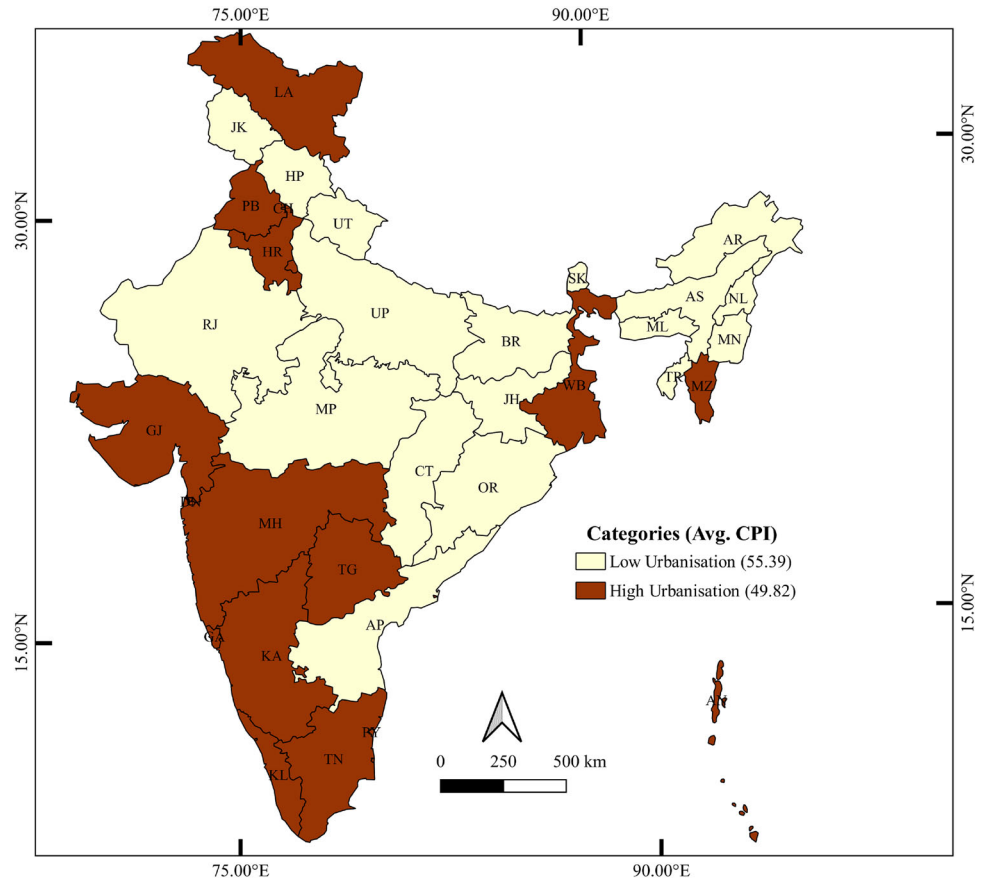 75.00°E 90.00°E
30.00°N
30.00°N
LA
JK
HP
PB
UT
HR
AR
SK
AS NL
RJ
UP
ML
BR
MN
TR
MZ
WB
JH
MP
GJ
CT
OR
MH
Categories (Avg. CPI)
Low Urbanisation (55.39)
TG
High Urbanisation (49.82)
15.00°N
15.00°N
AP
GA
KA
AN
PY
TN
KL
0 250 500 km
75.00°E 90.00°E